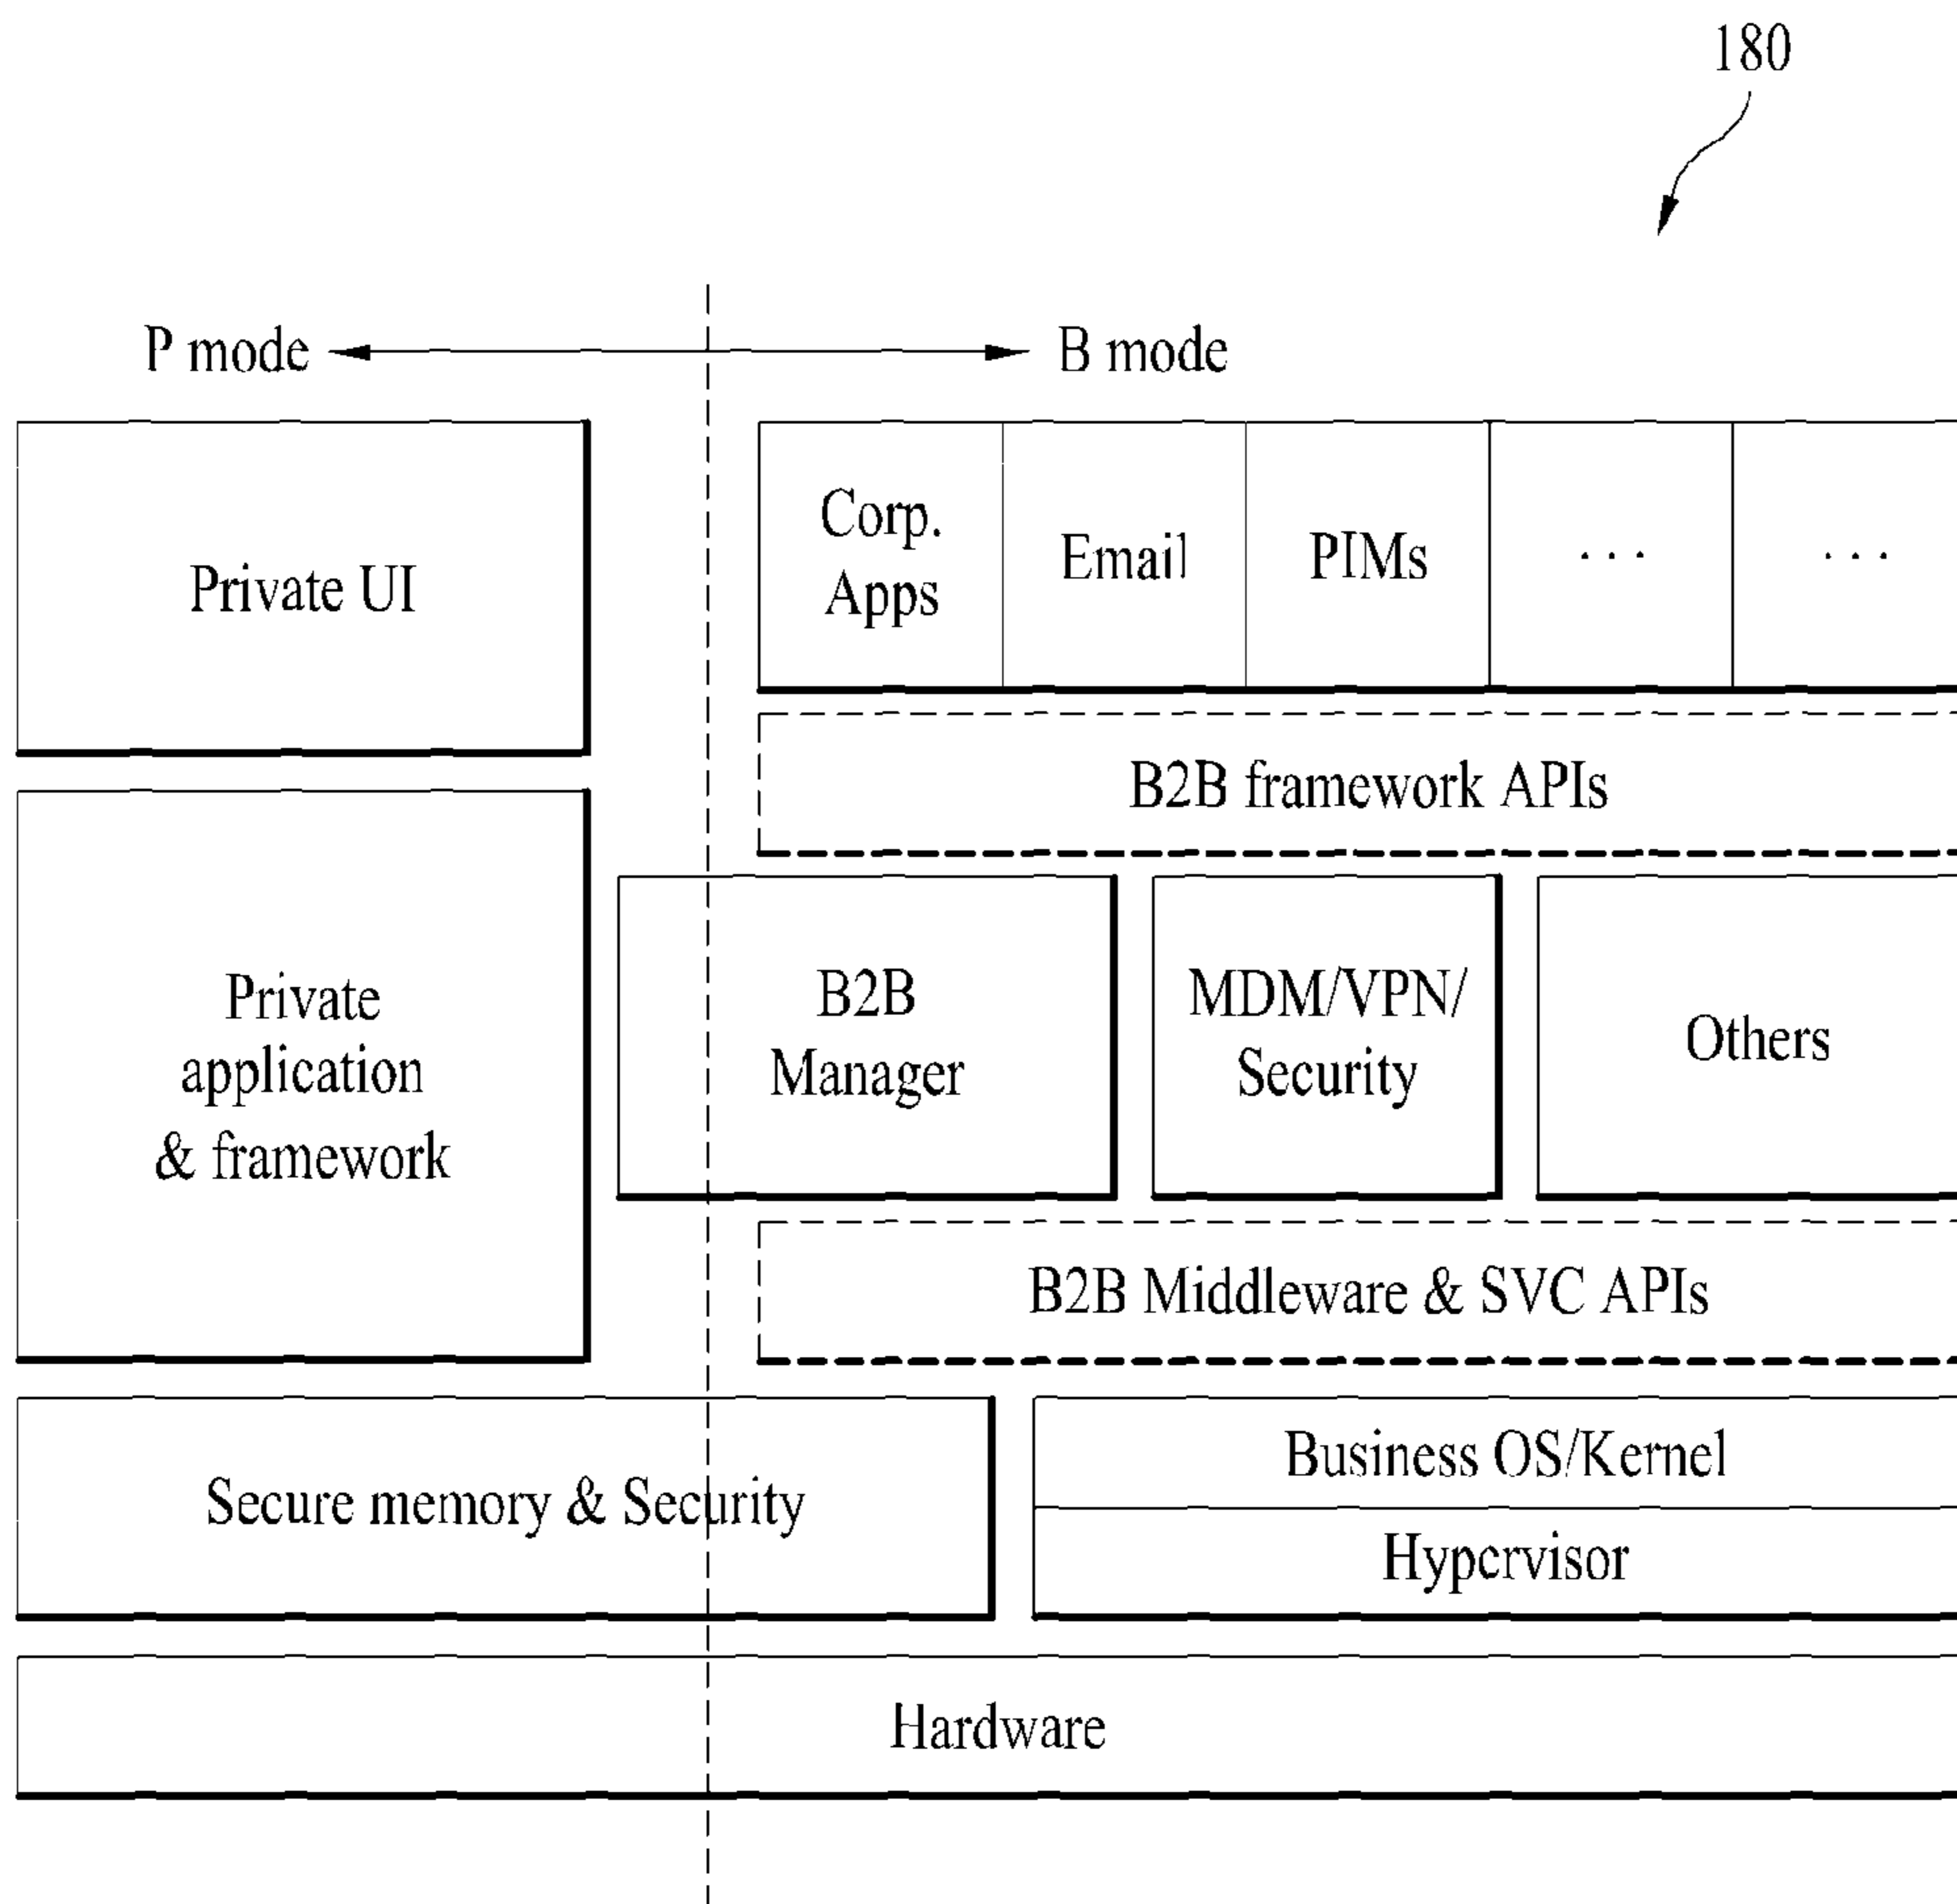 180
P mode
B mode
Private UI
Corp.
Apps
Email
PIMs
...
...
B2B framework APIs
Private
application
& framework
B2B
Manager
MDM/VPN/
Security
Others
B2B Middleware & SVC APIs
Secure memory & Security
Business OS/Kernel
Hypervisor
Hardware